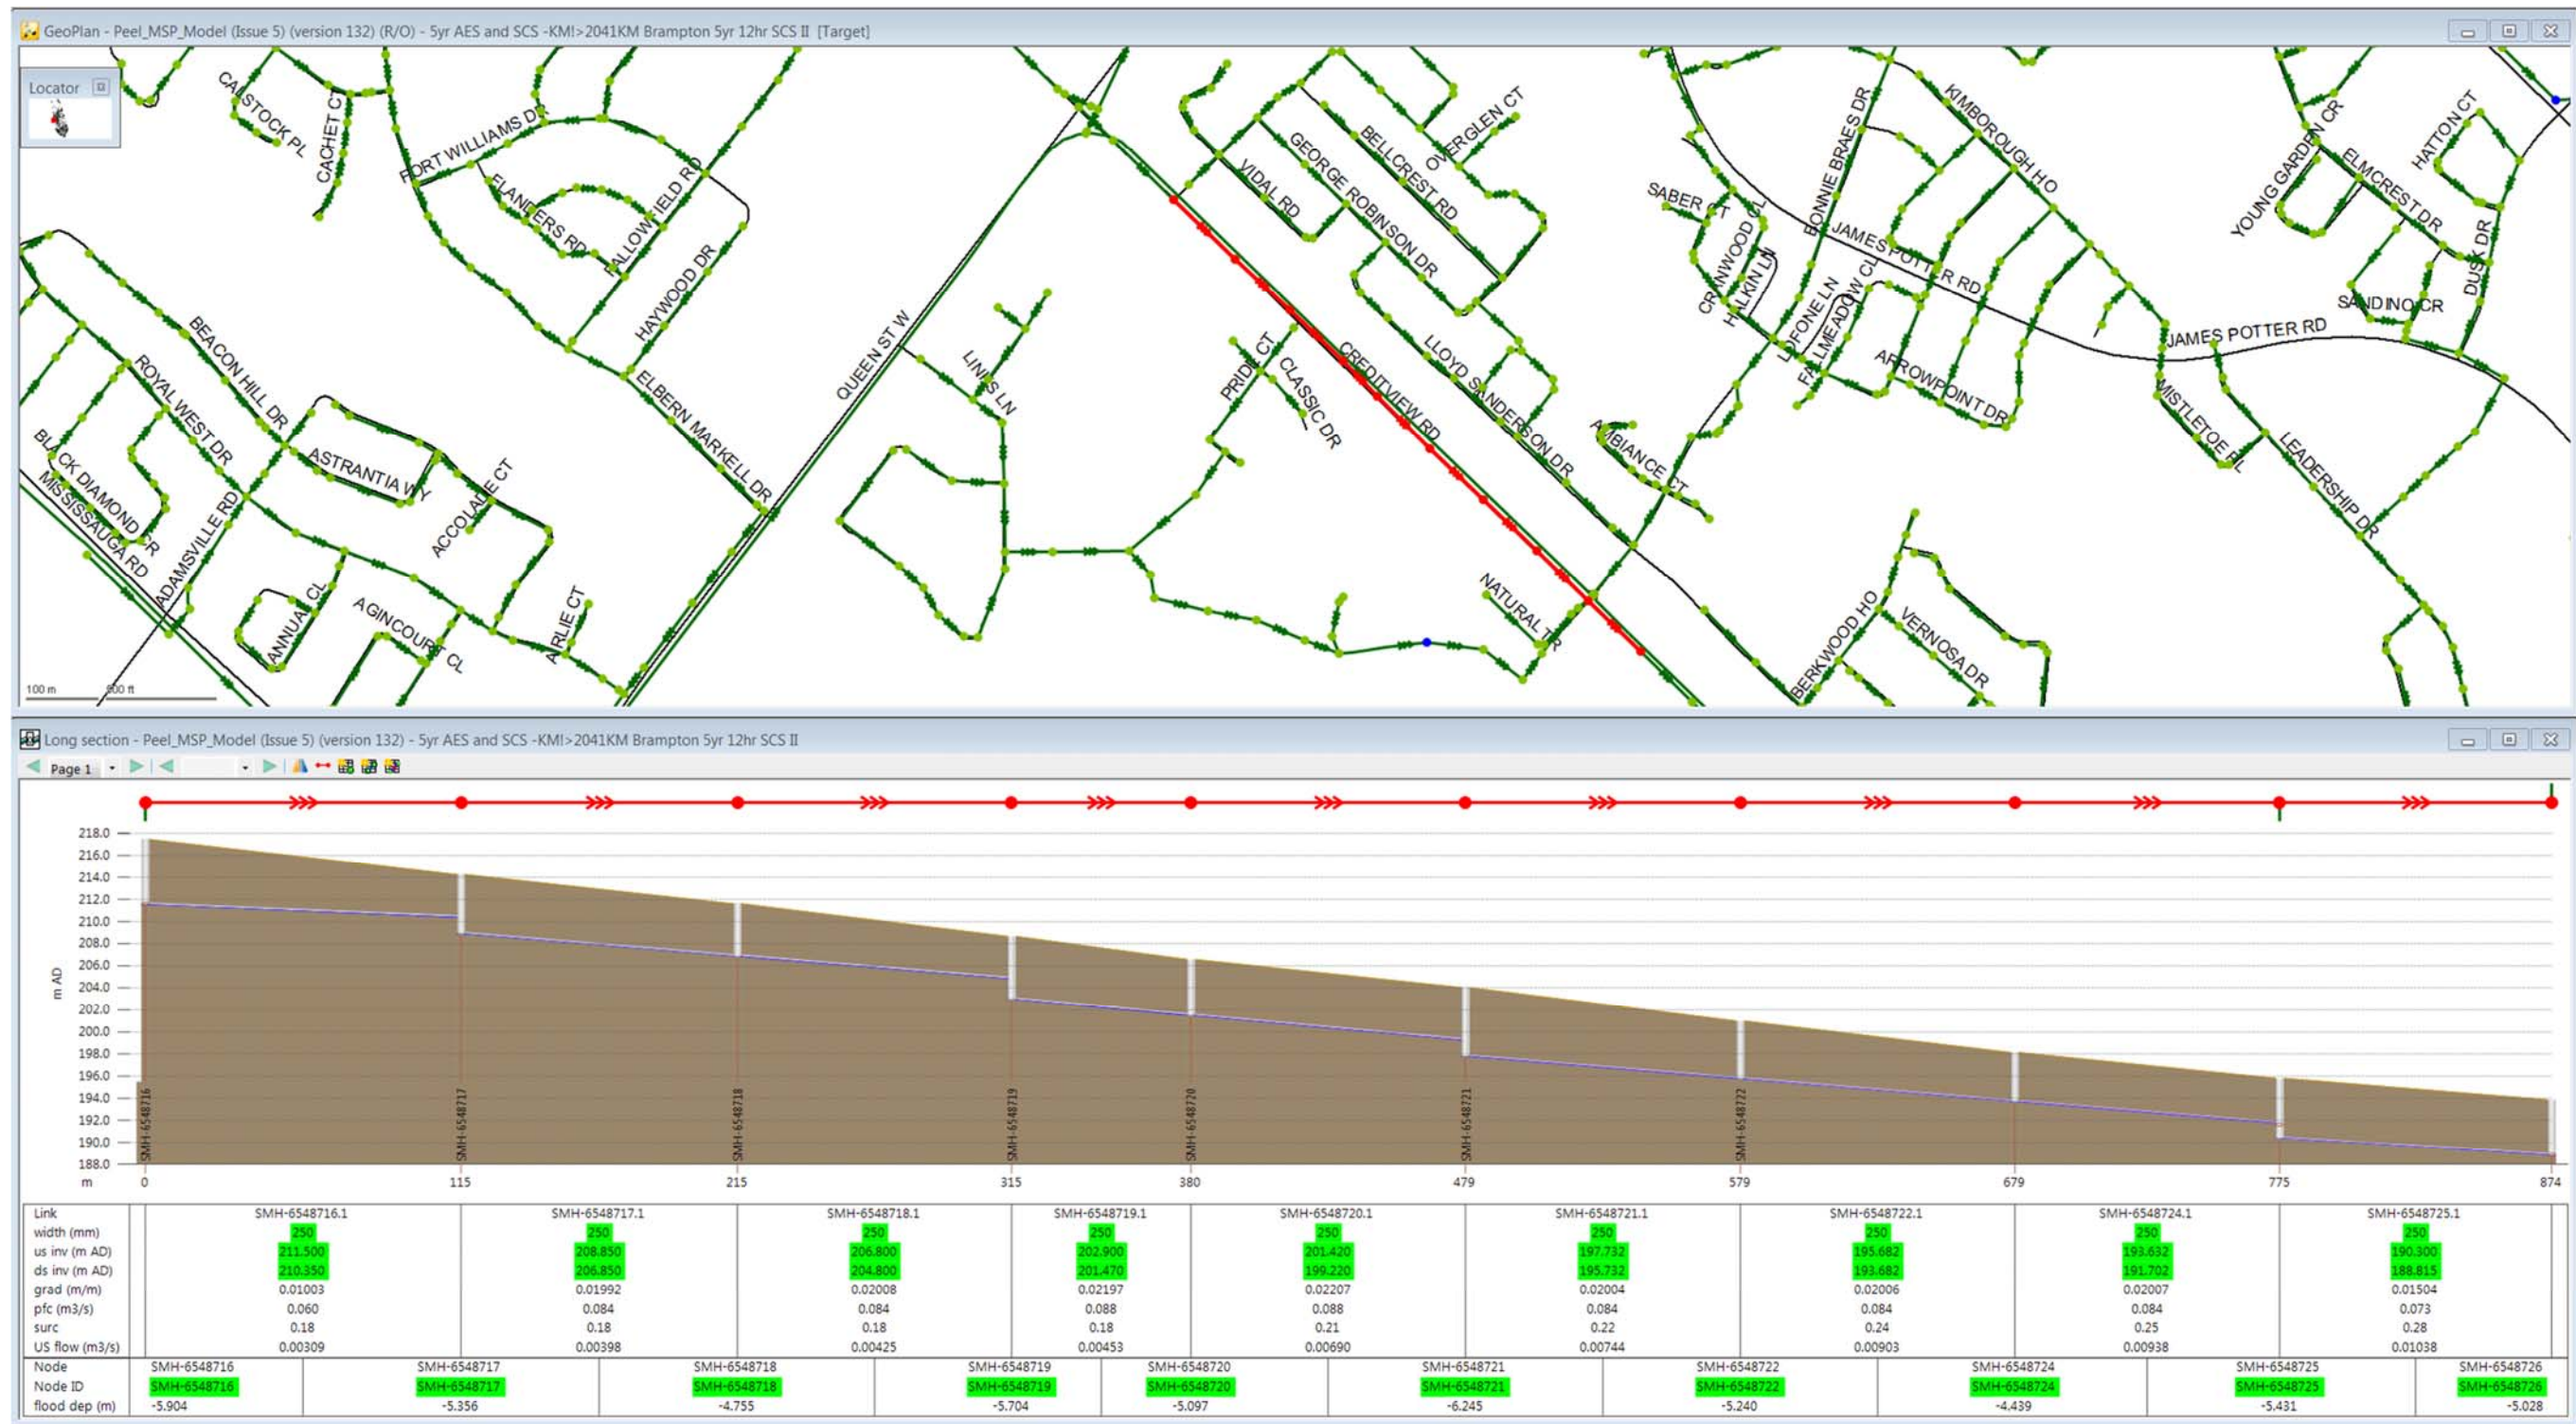 GeoPlan - Peel_MSP_Model (Issue 5) (version 132) (R/O) - 5yr AES and SCS -KM!>2041KM Brampton 5yr 12hr SCS II [Target]
Locator
CALSTOCK PL
CACHET CT
FORT WILLIAMS DR
FLANDERS RD
FALLOWFIELD RD
HAYWOOD DR
BEACON HILL DR
ROYAL WEST DR
BLACK DIAMOND CR
MISSISSAUGA RD
ADAMSVILLE RD
ASTRANTIA WY
ACCOLADE CT
ANNUAL CL
AGINCOURT CL
AIRLIE CT
ELBERN MARKELL DR
QUEEN ST W
LINKS LN
PRIDE CT
CLASSIC DR
CREDITVIEW RD
VIDAL RD
GEORGE ROBINSON DR
BELLCREST RD
OVERGLEN CT
LLOYD SANDERSON DR
AMBIANCE CT
NATURAL TR
SABER CT
CRANWOOD CL
HALKIN LN
BONNIE BRAES DR
KIMBOROUGH HO
JAMES POTTER RD
LOFONE LN
FALLMEADOW CL
ARROWPOINT DR
JAMES POTTER RD
MISTLETOE PL
LEADERSHIP DR
BERKWOOD HO
VERNOSA DR
YOUNG GARDEN CR
ELMCREST DR
HATTON CT
DUSK DR
SANDINO CR
100 m
500 ft
Long section - Peel_MSP_Model (Issue 5) (version 132) - 5yr AES and SCS -KM!>2041KM Brampton 5yr 12hr SCS II
Page 1
218.0
216.0
214.0
212.0
210.0
208.0
206.0
204.0
202.0
200.0
198.0
196.0
194.0
192.0
190.0
188.0
m AD
SMH-6548716
SMH-6548717
SMH-6548718
SMH-6548719
SMH-6548720
SMH-6548721
SMH-6548722
m 0 115 215 315 380 479 579 679 775 874
Link SMH-6548716.1 SMH-6548717.1 SMH-6548718.1 SMH-6548719.1 SMH-6548720.1 SMH-6548721.1 SMH-6548722.1 SMH-6548724.1 SMH-6548725.1
width (mm) 250 250 250 250 250 250 250 250 250
us inv (m AD) 211.500 208.850 206.800 202.900 201.420 197.732 195.682 193.632 190.300
ds inv (m AD) 210.350 206.850 204.800 201.470 199.220 195.732 193.682 191.702 188.815
grad (m/m) 0.01003 0.01992 0.02008 0.02197 0.02207 0.02004 0.02006 0.02007 0.01504
pfc (m3/s) 0.060 0.084 0.084 0.088 0.088 0.084 0.084 0.084 0.073
surc 0.18 0.18 0.18 0.18 0.21 0.22 0.24 0.25 0.28
US flow (m3/s) 0.00309 0.00398 0.00425 0.00453 0.00690 0.00744 0.00903 0.00938 0.01038
Node SMH-6548716 SMH-6548717 SMH-6548718 SMH-6548719 SMH-6548720 SMH-6548721 SMH-6548722 SMH-6548724 SMH-6548725 SMH-6548726
Node ID SMH-6548716 SMH-6548717 SMH-6548718 SMH-6548719 SMH-6548720 SMH-6548721 SMH-6548722 SMH-6548724 SMH-6548725 SMH-6548726
flood dep (m) -5.904 -5.356 -4.755 -5.704 -5.097 -6.245 -5.240 -4.439 -5.431 -5.028